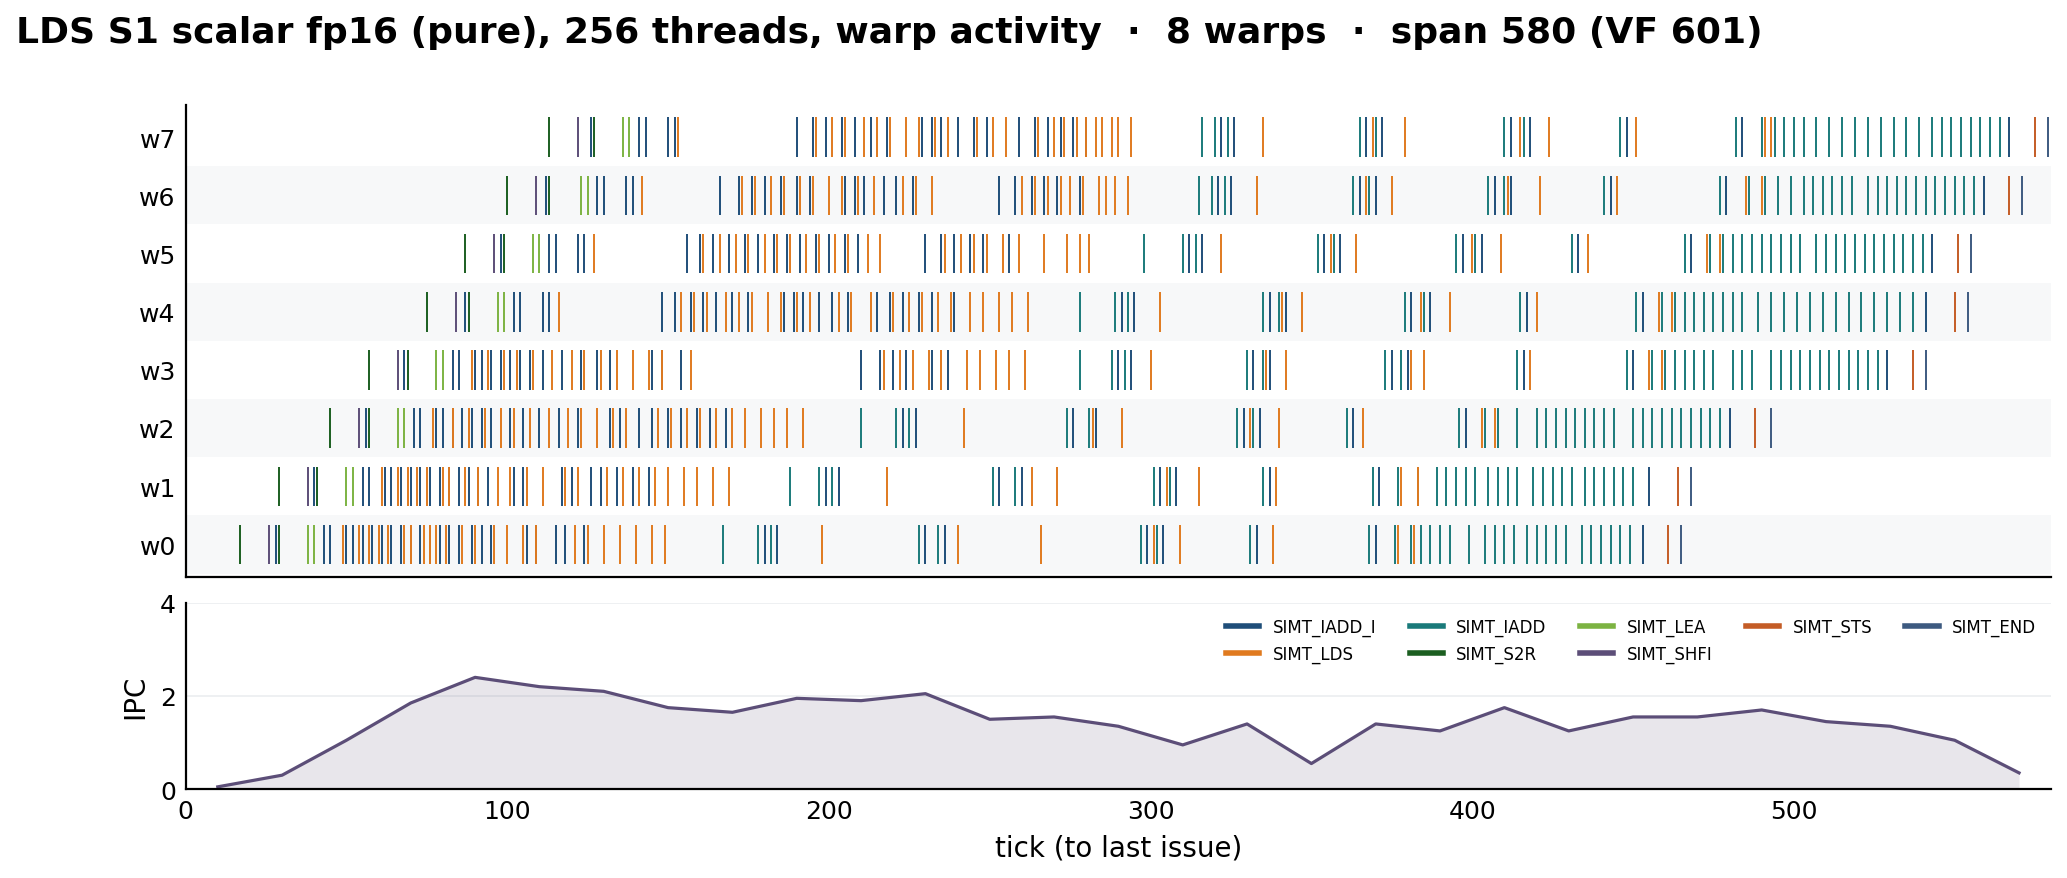 LDS S1 scalar fp16 (pure), 256 threads, warp activity · 8 warps · span 580 (VF 601)
w7
w6
w5
w4
w3
w2
w1
w0
4
2
0
IPC
SIMT_IADD_I SIMT_IADD SIMT_LEA SIMT_STS SIMT_END
SIMT_LDS SIMT_S2R SIMT_SHFI
0 100 200 300 400 500
tick (to last issue)